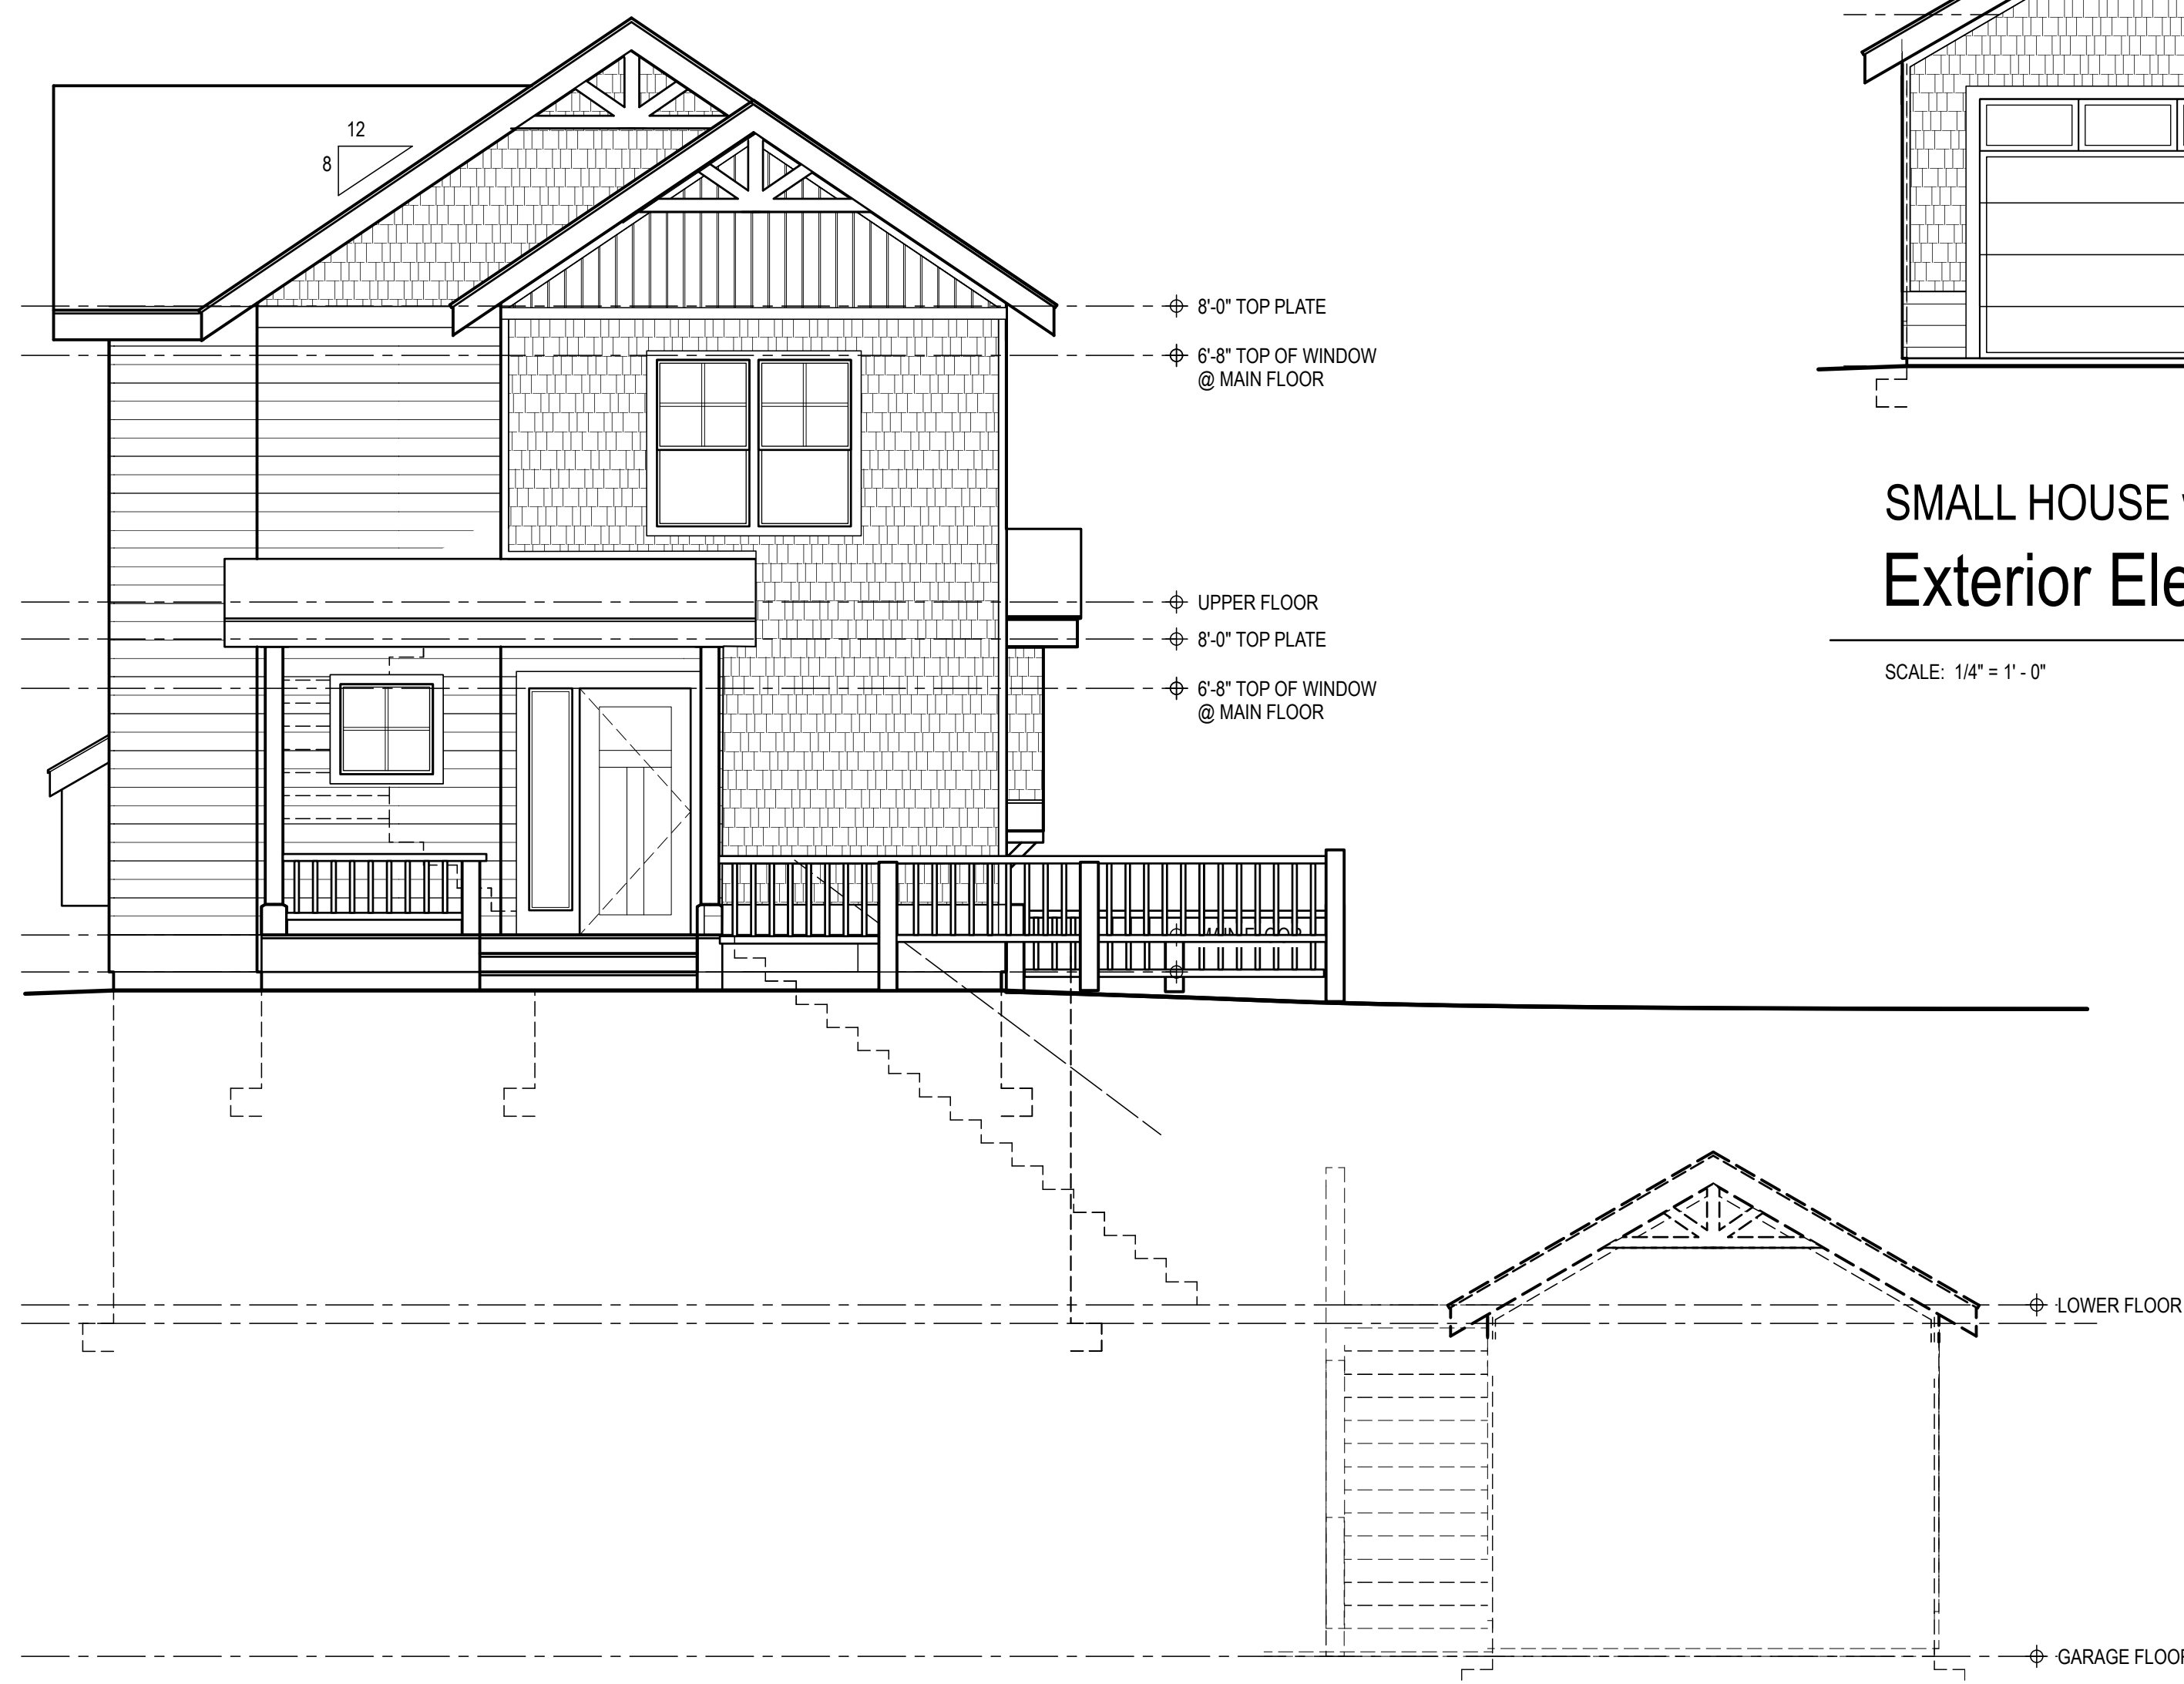 12
8
8'-0" TOP PLATE
6'-8" TOP OF WINDOW
@ MAIN FLOOR
SMALL HOUSE
Exterior Ele
SCALE: 1/4" = 1' - 0"
UPPER FLOOR
8'-0" TOP PLATE
6'-8" TOP OF WINDOW
@ MAIN FLOOR
MAIN FLOOR
LOWER FLOOR
GARAGE FLOOR